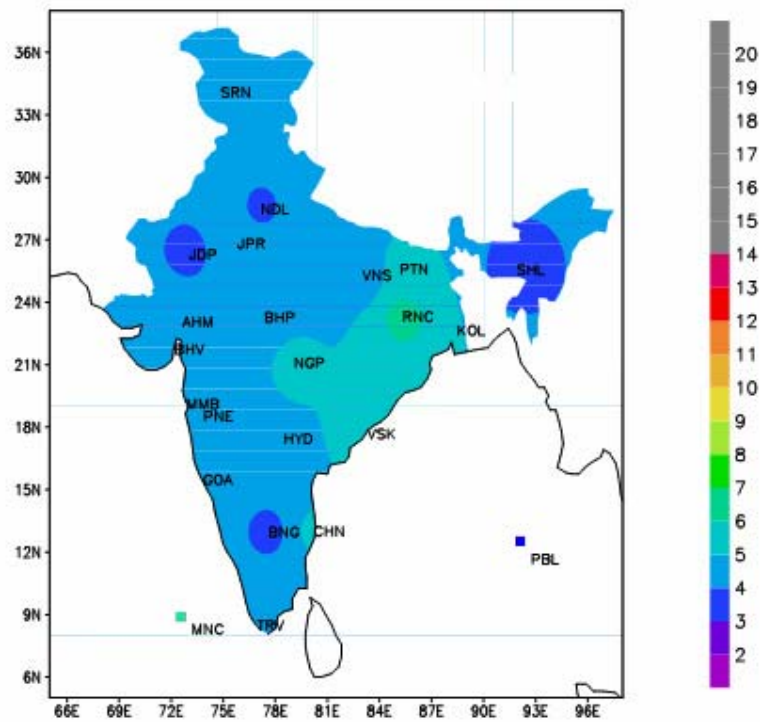 36N
33N
30N
27N
24N
21N
18N
15N
12N
9N
6N
66E 69E 72E 75E 78E 81E 84E 87E 90E 93E 96E
SRN
NDL
JPR
JDP
VNS PTN SHL
AHM BHP RNC
KOL
BHV
NGP
MMB
PNE
HYD VSK
GOA
BNG CHN
PBL
MNC TRV
20
19
18
17
16
15
14
13
12
11
10
9
8
7
6
5
4
3
2